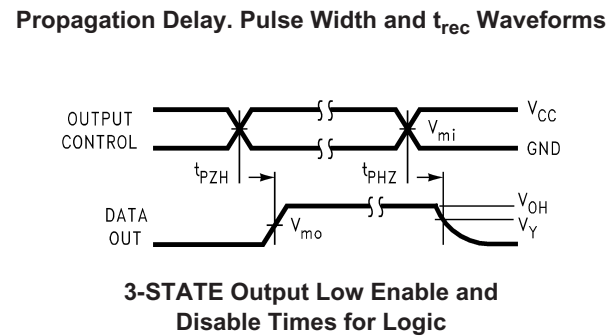 Propagation Delay. Pulse Width and trec Waveforms
OUTPUT
CONTROL
VCC
Vmi
GND
tPZH
tPHZ
DATA
OUT
Vmo
VOH
VY
3-STATE Output Low Enable and
Disable Times for Logic